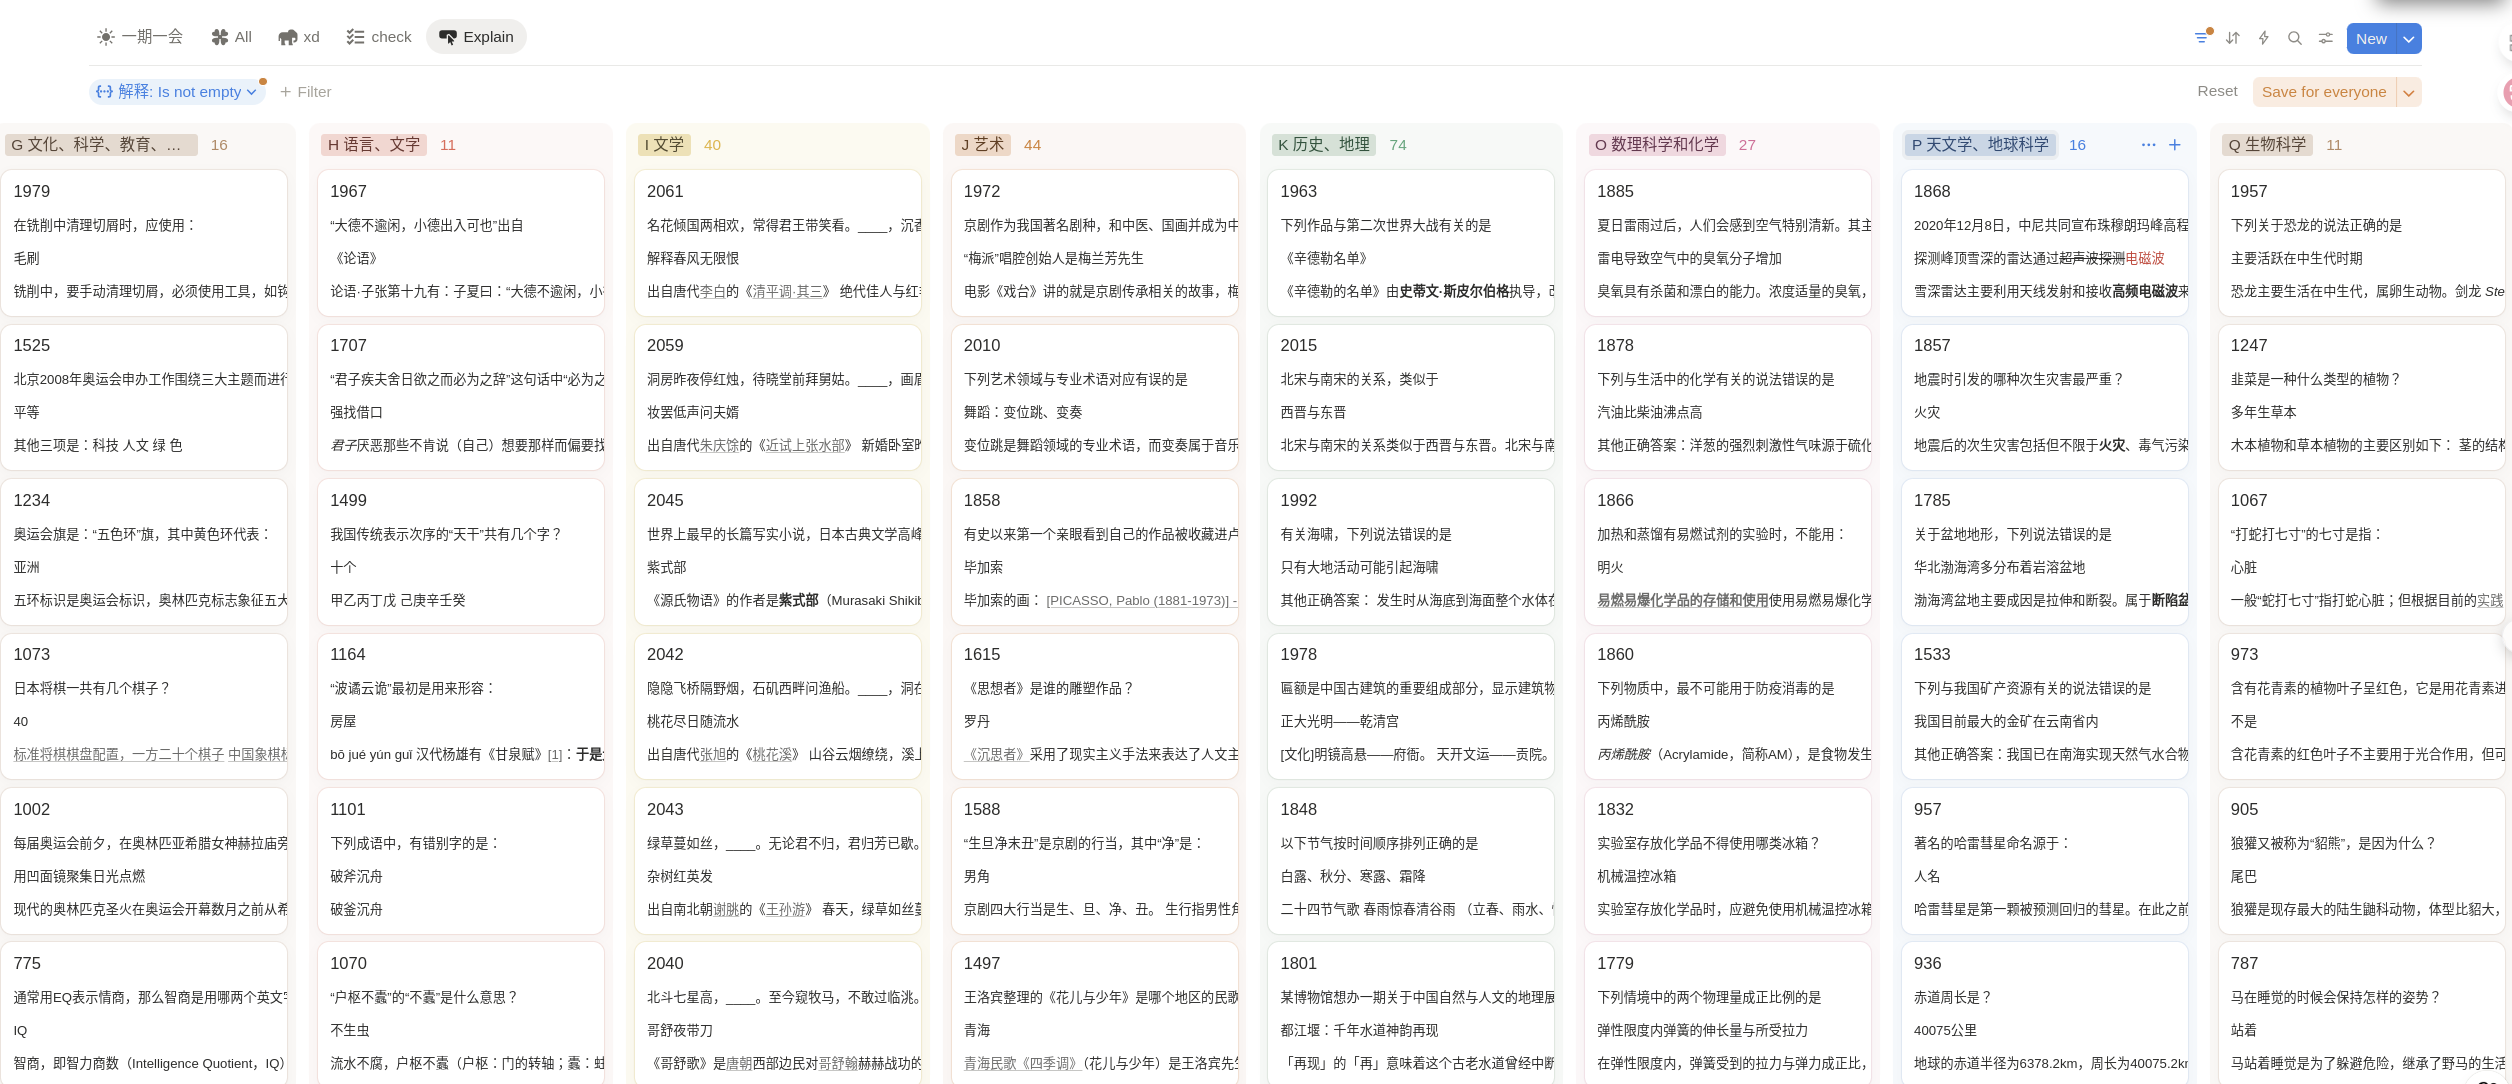 一期一会 All xd check Explain New
解释: Is not empty + Filter Reset Save for everyone
G 文化、科学、教育、… 16
1979
在铣削中清理切屑时，应使用：
毛刷
铣削中，要手动清理切屑，必须使用工具，如钩
1525
北京2008年奥运会申办工作围绕三大主题而进行
平等
其他三项是：科技 人文 绿 色
1234
奥运会旗是：“五色环”旗，其中黄色环代表：
亚洲
五环标识是奥运会标识，奥林匹克标志象征五大
1073
日本将棋一共有几个棋子？
40
标准将棋棋盘配置，一方二十个棋子 中国象棋棋
1002
每届奥运会前夕，在奥林匹亚希腊女神赫拉庙旁
用凹面镜聚集日光点燃
现代的奥林匹克圣火在奥运会开幕数月之前从希
775
通常用EQ表示情商，那么智商是用哪两个英文字
IQ
智商，即智力商数（Intelligence Quotient，IQ）
H 语言、文字 11
1967
“大德不逾闲，小德出入可也”出自
《论语》
论语·子张第十九有：子夏曰：“大德不逾闲，小
1707
“君子疾夫舍日欲之而必为之辞”这句话中“必为之
强找借口
君子厌恶那些不肯说（自己）想要那样而偏要找
1499
我国传统表示次序的“天干”共有几个字？
十个
甲乙丙丁戊 己庚辛壬癸
1164
“波谲云诡”最初是用来形容：
房屋
bō jué yún guǐ 汉代杨雄有《甘泉赋》[1]：于是
1101
下列成语中，有错别字的是：
破斧沉舟
破釜沉舟
1070
“户枢不蠹”的“不蠹”是什么意思？
不生虫
流水不腐，户枢不蠹（户枢：门的转轴；蠹：蛀
I 文学 40
2061
名花倾国两相欢，常得君王带笑看。____，沉香
解释春风无限恨
出自唐代李白的《清平调·其三》 绝代佳人与红
2059
洞房昨夜停红烛，待晓堂前拜舅姑。____，画眉
妆罢低声问夫婿
出自唐代朱庆馀的《近试上张水部》 新婚卧室昨
2045
世界上最早的长篇写实小说，日本古典文学高峰
紫式部
《源氏物语》的作者是紫式部（Murasaki Shikib
2042
隐隐飞桥隔野烟，石矶西畔问渔船。____，洞在
桃花尽日随流水
出自唐代张旭的《桃花溪》 山谷云烟缭绕，溪上
2043
绿草蔓如丝，____。无论君不归，君归芳已歇。
杂树红英发
出自南北朝谢朓的《王孙游》 春天，绿草如丝蔓
2040
北斗七星高，____。至今窥牧马，不敢过临洮。
哥舒夜带刀
《哥舒歌》是唐朝西部边民对哥舒翰赫赫战功的
J 艺术 44
1972
京剧作为我国著名剧种，和中医、国画并成为中
“梅派”唱腔创始人是梅兰芳先生
电影《戏台》讲的就是京剧传承相关的故事，梅
2010
下列艺术领域与专业术语对应有误的是
舞蹈：变位跳、变奏
变位跳是舞蹈领域的专业术语，而变奏属于音乐
1858
有史以来第一个亲眼看到自己的作品被收藏进卢
毕加索
毕加索的画： [PICASSO, Pablo (1881-1973)] -
1615
《思想者》是谁的雕塑作品？
罗丹
《沉思者》采用了现实主义手法来表达了人文主
1588
“生旦净末丑”是京剧的行当，其中“净”是：
男角
京剧四大行当是生、旦、净、丑。 生行指男性角
1497
王洛宾整理的《花儿与少年》是哪个地区的民歌
青海
青海民歌《四季调》（花儿与少年）是王洛宾先生
K 历史、地理 74
1963
下列作品与第二次世界大战有关的是
《辛德勒名单》
《辛德勒的名单》由史蒂文·斯皮尔伯格执导，改
2015
北宋与南宋的关系，类似于
西晋与东晋
北宋与南宋的关系类似于西晋与东晋。北宋与南
1992
有关海啸，下列说法错误的是
只有大地活动可能引起海啸
其他正确答案： 发生时从海底到海面整个水体在
1978
匾额是中国古建筑的重要组成部分，显示建筑物
正大光明——乾清宫
[文化]明镜高悬——府衙。 天开文运——贡院。
1848
以下节气按时间顺序排列正确的是
白露、秋分、寒露、霜降
二十四节气歌 春雨惊春清谷雨 （立春、雨水、惊
1801
某博物馆想办一期关于中国自然与人文的地理展
都江堰：千年水道神韵再现
「再现」的「再」意味着这个古老水道曾经中断
O 数理科学和化学 27
1885
夏日雷雨过后，人们会感到空气特别清新。其主
雷电导致空气中的臭氧分子增加
臭氧具有杀菌和漂白的能力。浓度适量的臭氧，
1878
下列与生活中的化学有关的说法错误的是
汽油比柴油沸点高
其他正确答案：洋葱的强烈刺激性气味源于硫化
1866
加热和蒸馏有易燃试剂的实验时，不能用：
明火
易燃易爆化学品的存储和使用使用易燃易爆化学
1860
下列物质中，最不可能用于防疫消毒的是
丙烯酰胺
丙烯酰胺（Acrylamide，简称AM），是食物发生
1832
实验室存放化学品不得使用哪类冰箱？
机械温控冰箱
实验室存放化学品时，应避免使用机械温控冰箱
1779
下列情境中的两个物理量成正比例的是
弹性限度内弹簧的伸长量与所受拉力
在弹性限度内，弹簧受到的拉力与弹力成正比，
P 天文学、地球科学 16
1868
2020年12月8日，中尼共同宣布珠穆朗玛峰高程
探测峰顶雪深的雷达通过超声波探测电磁波
雪深雷达主要利用天线发射和接收高频电磁波来
1857
地震时引发的哪种次生灾害最严重？
火灾
地震后的次生灾害包括但不限于火灾、毒气污染
1785
关于盆地地形，下列说法错误的是
华北渤海湾多分布着岩溶盆地
渤海湾盆地主要成因是拉伸和断裂。属于断陷盆
1533
下列与我国矿产资源有关的说法错误的是
我国目前最大的金矿在云南省内
其他正确答案：我国已在南海实现天然气水合物
957
著名的哈雷彗星命名源于：
人名
哈雷彗星是第一颗被预测回归的彗星。在此之前
936
赤道周长是？
40075公里
地球的赤道半径为6378.2km，周长为40075.2km
Q 生物科学 11
1957
下列关于恐龙的说法正确的是
主要活跃在中生代时期
恐龙主要生活在中生代，属卵生动物。剑龙 Ste
1247
韭菜是一种什么类型的植物？
多年生草本
木本植物和草本植物的主要区别如下： 茎的结构
1067
“打蛇打七寸“的七寸是指：
心脏
一般“蛇打七寸”指打蛇心脏；但根据目前的实践
973
含有花青素的植物叶子呈红色，它是用花青素进
不是
含花青素的红色叶子不主要用于光合作用，但可
905
狼獾又被称为“貂熊”，是因为什么？
尾巴
狼獾是现存最大的陆生鼬科动物，体型比貂大，
787
马在睡觉的时候会保持怎样的姿势？
站着
马站着睡觉是为了躲避危险，继承了野马的生活